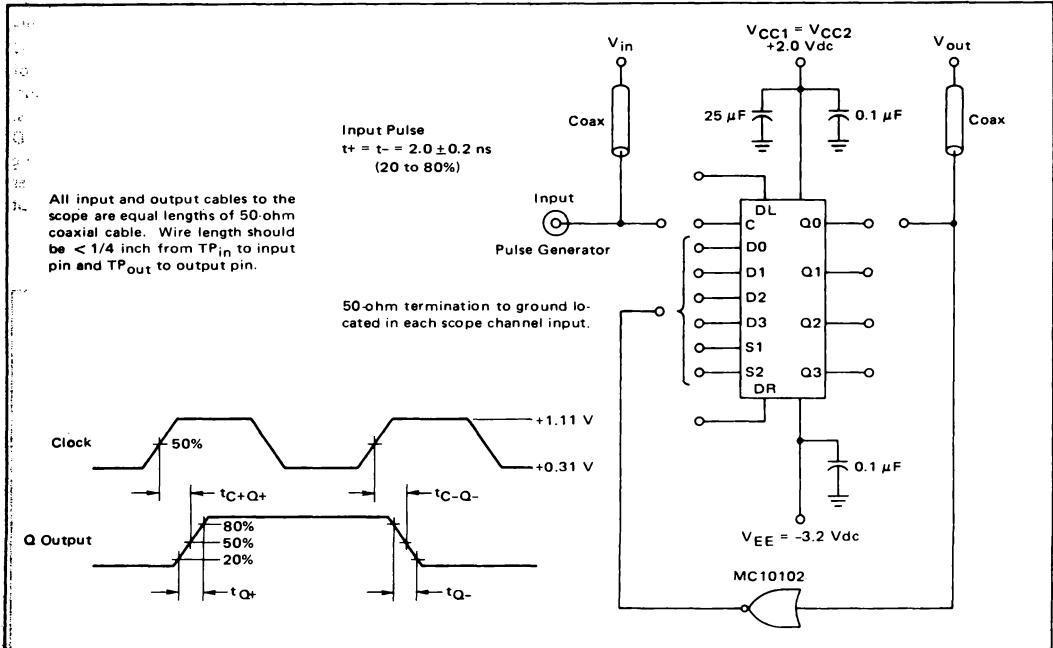 V_in
V_CC1 = V_CC2
+2.0 Vdc
V_out
Coax
25 µF
0.1 µF
Coax
Input Pulse
t+ = t- = 2.0 ±0.2 ns
(20 to 80%)
All input and output cables to the
scope are equal lengths of 50-ohm
coaxial cable. Wire length should
be < 1/4 inch from TP_in to input
pin and TP_out to output pin.
Input
Pulse Generator
50-ohm termination to ground lo-
cated in each scope channel input.
DL
C
Q0
D0
D1
Q1
D2
D3
Q2
S1
S2
Q3
DR
0.1 µF
V_EE = -3.2 Vdc
MC10102
Clock
50%
+1.11 V
+0.31 V
t_C+Q+
t_C-Q-
Q Output
80%
50%
20%
t_Q+
t_Q-